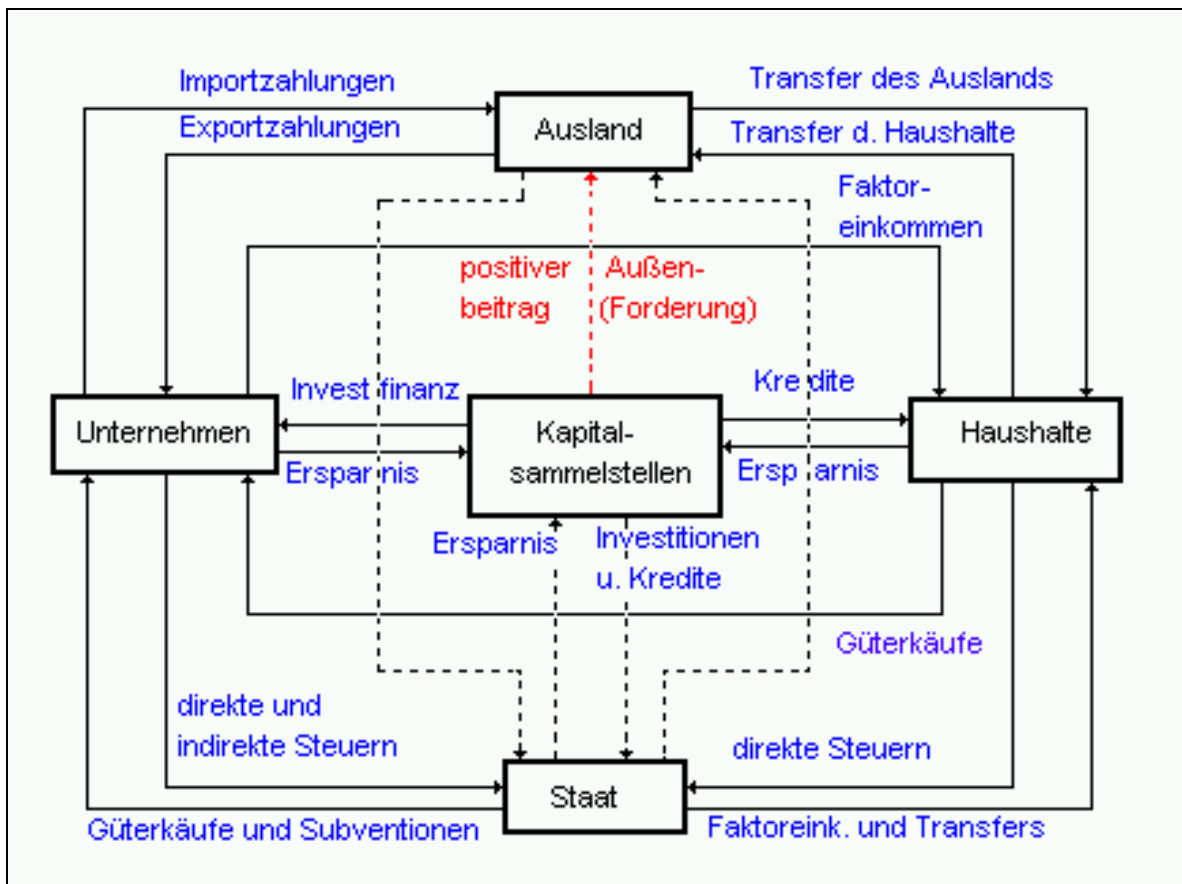 Importzahlungen
Transfer des Auslands
Exportzahlungen
Ausland
Transfer d. Haushalte
Faktor-
einkommen
positiver Außen-
beitrag (Forderung)
Invest finanz
Kre dite
Unternehmen
Kapital-
sammelstellen
Haushalte
Erspar nis
Ersp arnis
Ersparnis
Investitionen
u. Kredite
Güterkäufe
direkte und
indirekte Steuern
direkte Steuern
Staat
Güterkäufe und Subventionen
Faktoreink. und Transfers